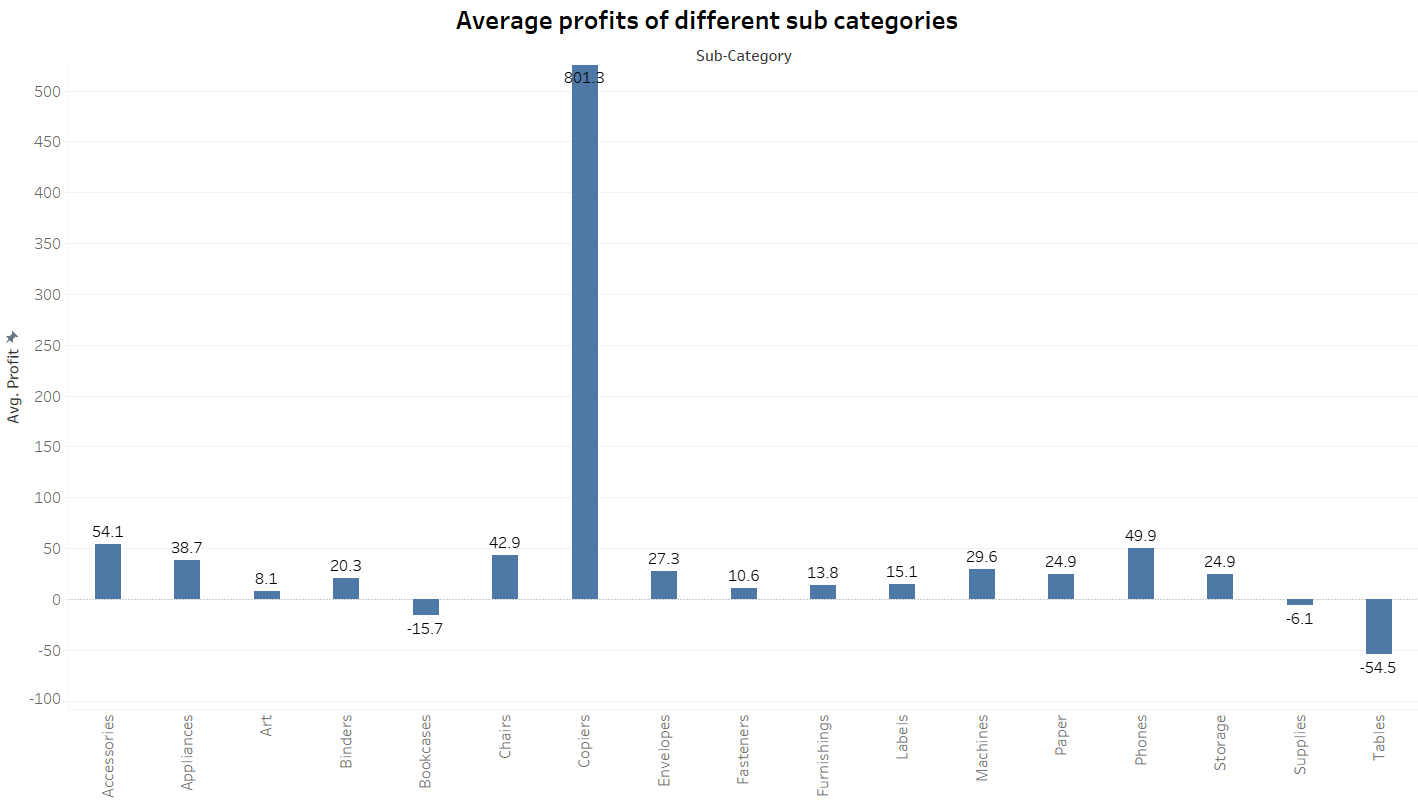 Average profits of different sub categories
Sub-Category
Avg. Profit
500
450
400
350
300
250
200
150
100
50
0
-50
-100
54.1
38.7
8.1
20.3
-15.7
42.9
801.3
27.3
10.6
13.8
15.1
29.6
24.9
49.9
24.9
-6.1
-54.5
Accessories
Appliances
Art
Binders
Bookcases
Chairs
Copiers
Envelopes
Fasteners
Furnishings
Labels
Machines
Paper
Phones
Storage
Supplies
Tables